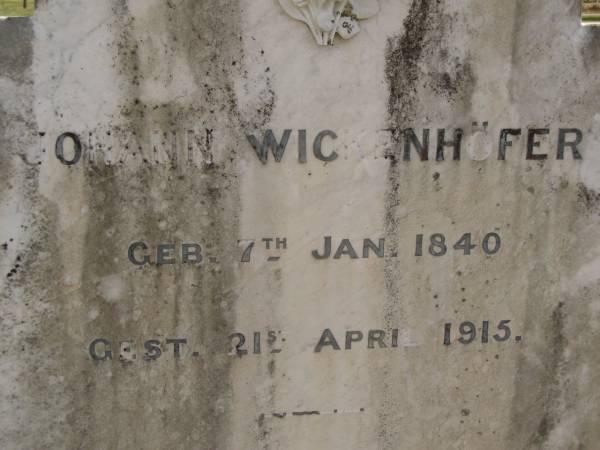 JOHANN WICKENHÖFER
GEB. 7TH JAN. 1840
GEST. 21ST APRIL 1915.